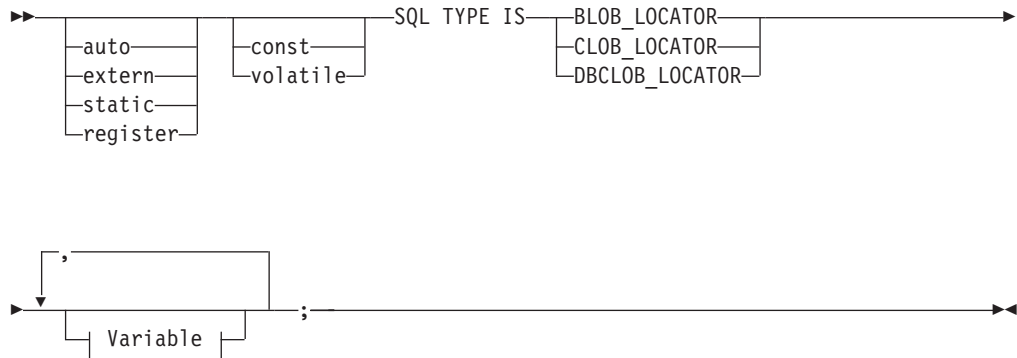 SQL TYPE IS BLOB_LOCATOR
auto const CLOB_LOCATOR
extern volatile DBCLOB_LOCATOR
static
register
,
;
Variable